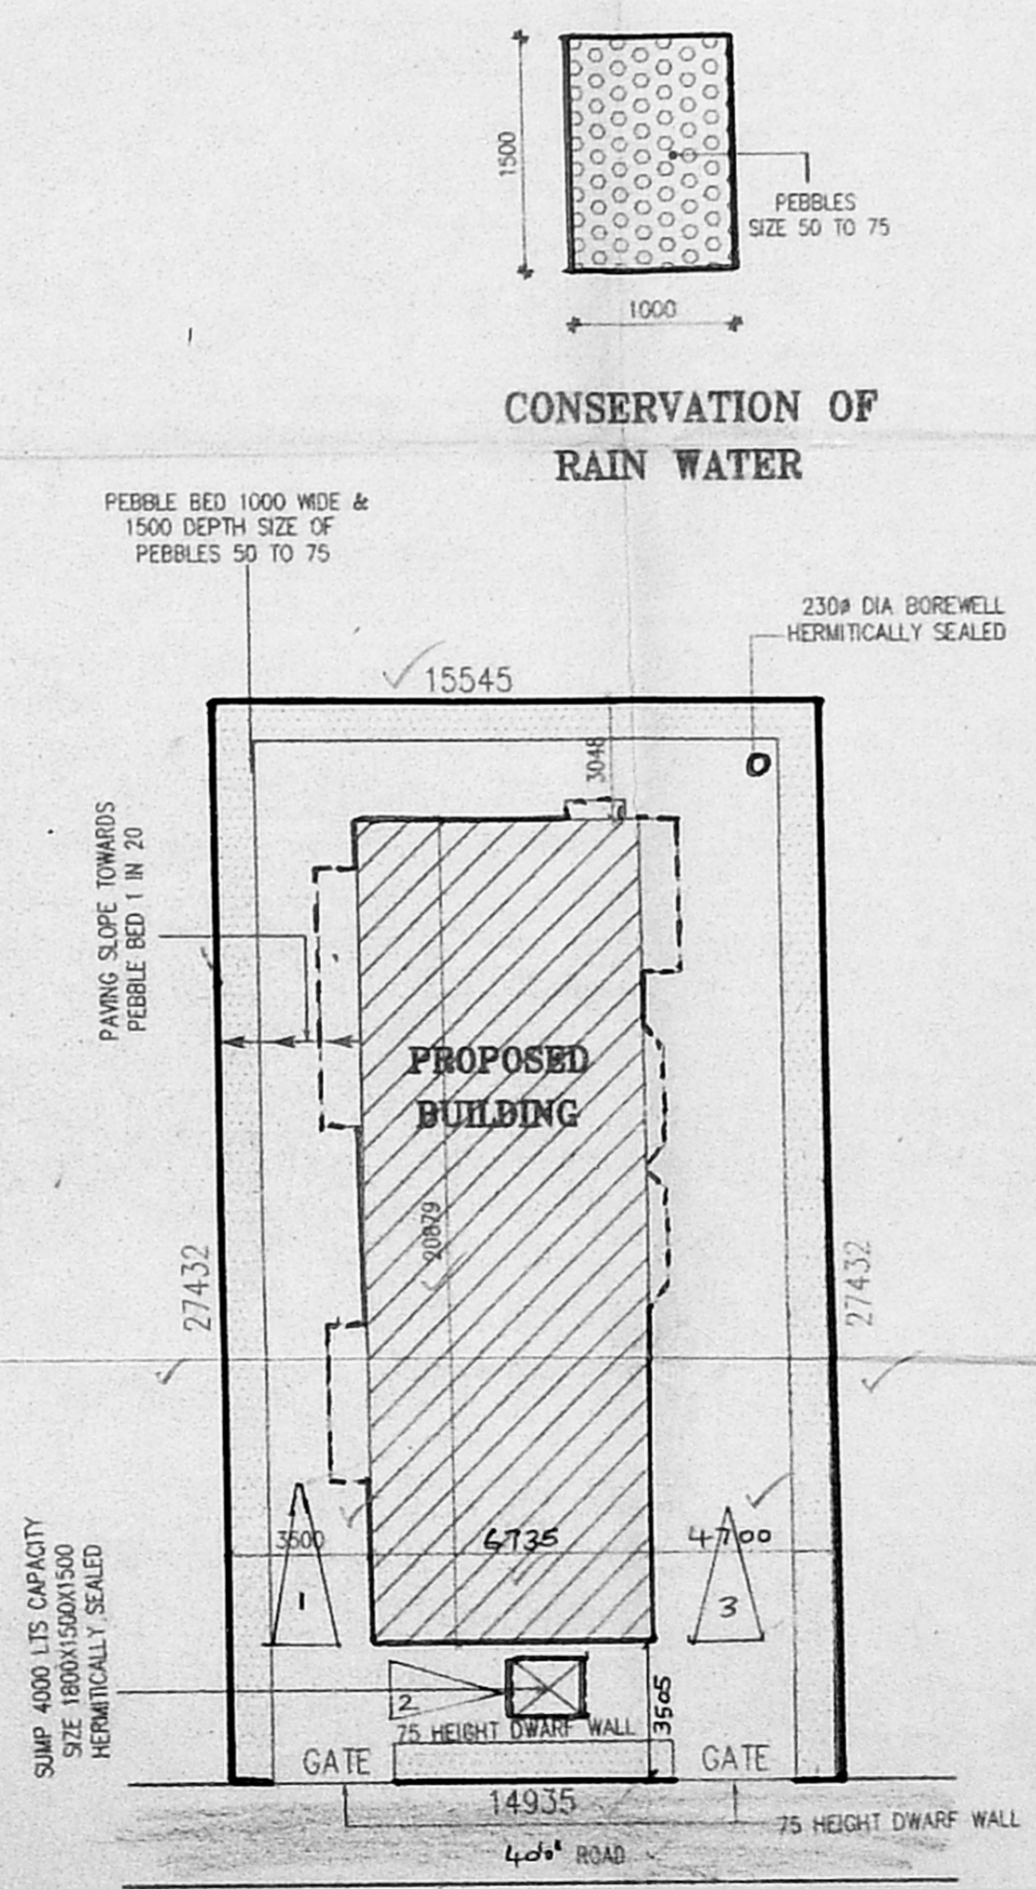 1500
PEBBLES
SIZE 50 TO 75
1000
CONSERVATION OF
RAIN WATER
PEBBLE BED 1000 WIDE &
1500 DEPTH SIZE OF
PEBBLES 50 TO 75
230ø DIA BOREWELL
HERMITICALLY SEALED
15545
3048
PAVING SLOPE TOWARDS
PEBBLE BED 1 IN 20
PROPOSED
BUILDING
20879
27432
27432
3500
6735
4700
1
3
SUMP 4000 LTS CAPACITY
SIZE 1800X1500X1500
HERMITICALLY SEALED
2
3505
75 HEIGHT DWARF WALL
GATE
GATE
14935
75 HEIGHT DWARF WALL
40'0" ROAD